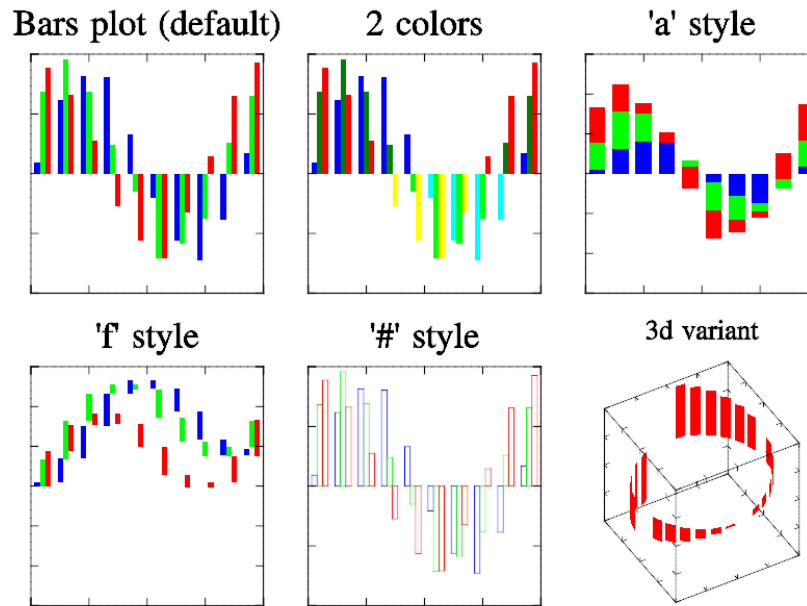 Bars plot (default)
2 colors
'a' style
'f' style
'#' style
3d variant